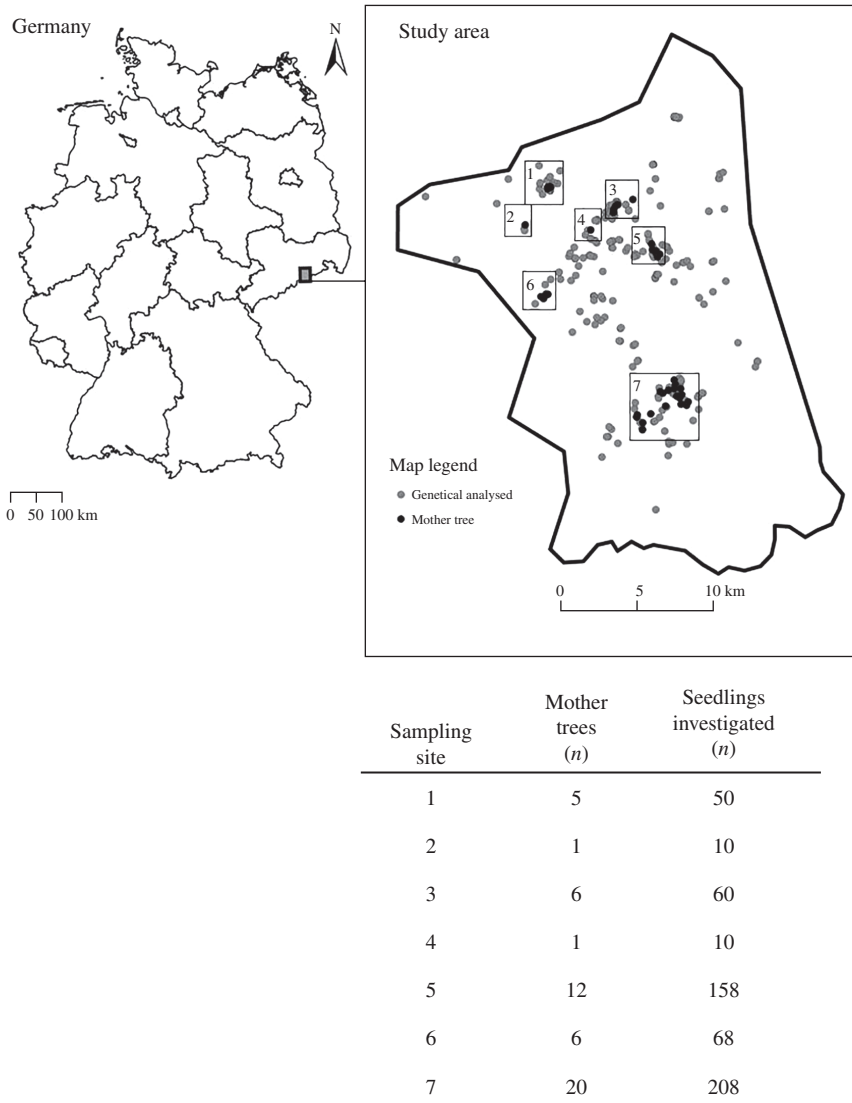 Germany
N
0 50 100 km
Study area
1
2
3
4
5
6
7
Map legend
Genetical analysed
Mother tree
0 5 10 km
Sampling site
Mother trees (n)
Seedlings investigated (n)
1 5 50
2 1 10
3 6 60
4 1 10
5 12 158
6 6 68
7 20 208